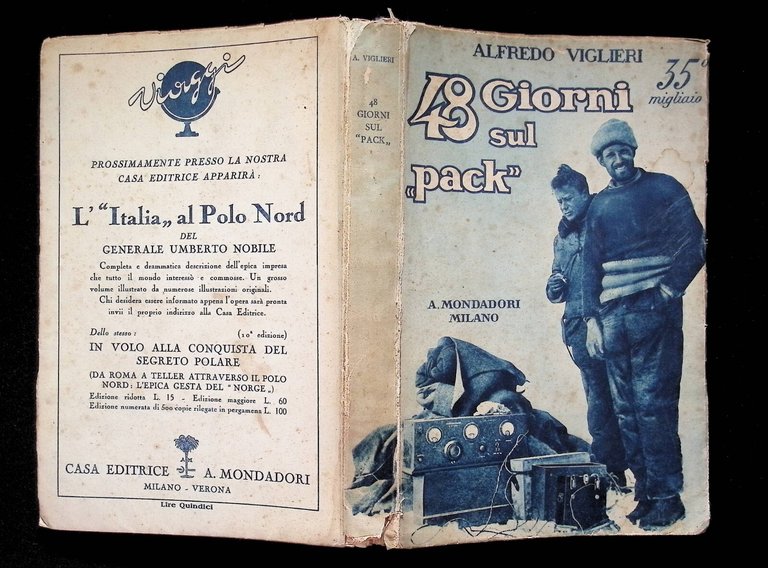 Viaggi
PROSSIMAMENTE PRESSO LA NOSTRA
CASA EDITRICE APPARIRÀ:
L' "Italia„ al Polo Nord
DEL
GENERALE UMBERTO NOBILE
Completa e drammatica descrizione dell'epica impresa
che tutto il mondo interessò e commosse. Un grosso
volume illustrato da numerose illustrazioni originali.
Chi desidera essere informato appena l'opera sarà pronta
invii il proprio indirizzo alla Casa Editrice.
Dello stesso: (10ª edizione)
IN VOLO ALLA CONQUISTA DEL
SEGRETO POLARE
(DA ROMA A TELLER ATTRAVERSO IL POLO
NORD: L'EPICA GESTA DEL "NORGE„)
Edizione ridotta L. 15 - Edizione maggiore L. 60
Edizione numerata di 500 copie rilegate in pergamena L. 100
CASA EDITRICE A. MONDADORI
MILANO - VERONA
Lire Quindici
A. VIGLIERI
48
GIORNI
SUL
"PACK„
ALFREDO VIGLIERI
35º
migliaio
48 Giorni
sul
„pack"
A. MONDADORI
MILANO